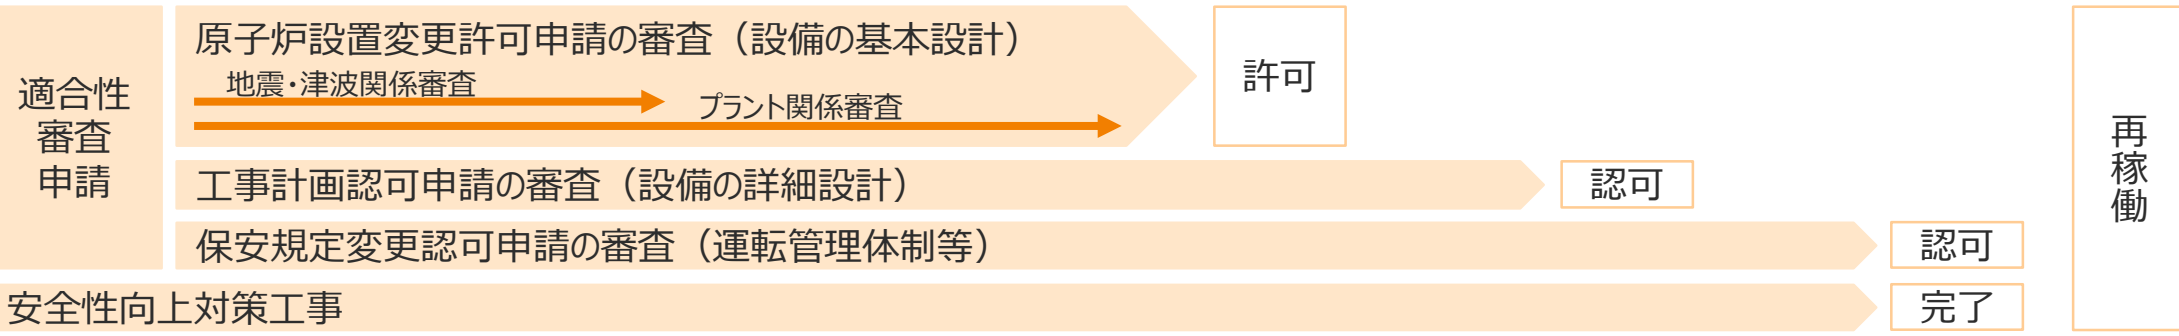 適合性
審査
申請
原子炉設置変更許可申請の審査（設備の基本設計）
地震・津波関係審査
プラント関係審査
許可
工事計画認可申請の審査（設備の詳細設計）
認可
保安規定変更認可申請の審査（運転管理体制等）
認可
安全性向上対策工事
完了
再稼働